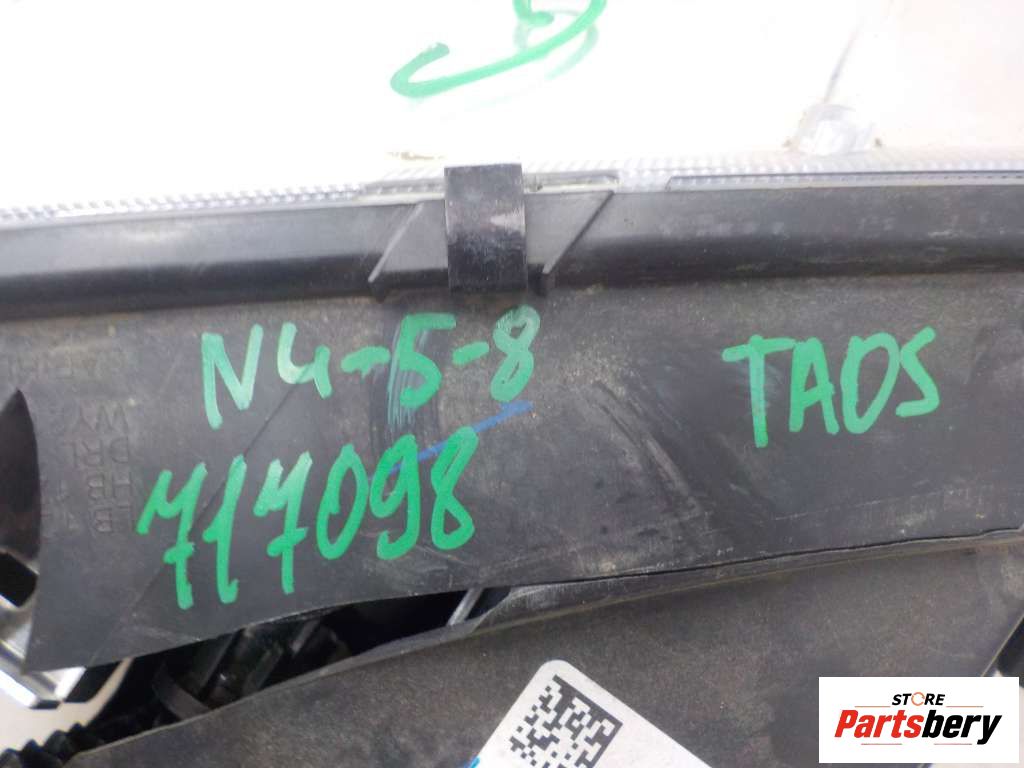 N4-5-8
TAOS
717098
STORE
Partsbery